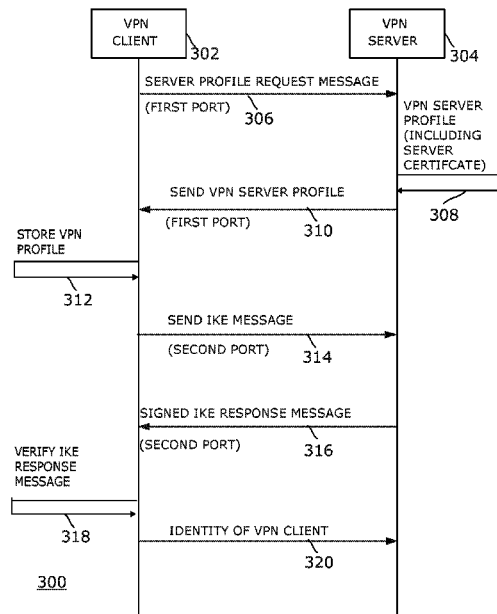 VPN
CLIENT
302
VPN
SERVER
304
SERVER PROFILE REQUEST MESSAGE
(FIRST PORT)
306
VPN SERVER
PROFILE
(INCLUDING
SERVER
CERTIFCATE)
308
SEND VPN SERVER PROFILE
(FIRST PORT)
310
STORE VPN
PROFILE
312
SEND IKE MESSAGE
(SECOND PORT)
314
SIGNED IKE RESPONSE MESSAGE
(SECOND PORT)
316
VERIFY IKE
RESPONSE
MESSAGE
318
IDENTITY OF VPN CLIENT
320
300